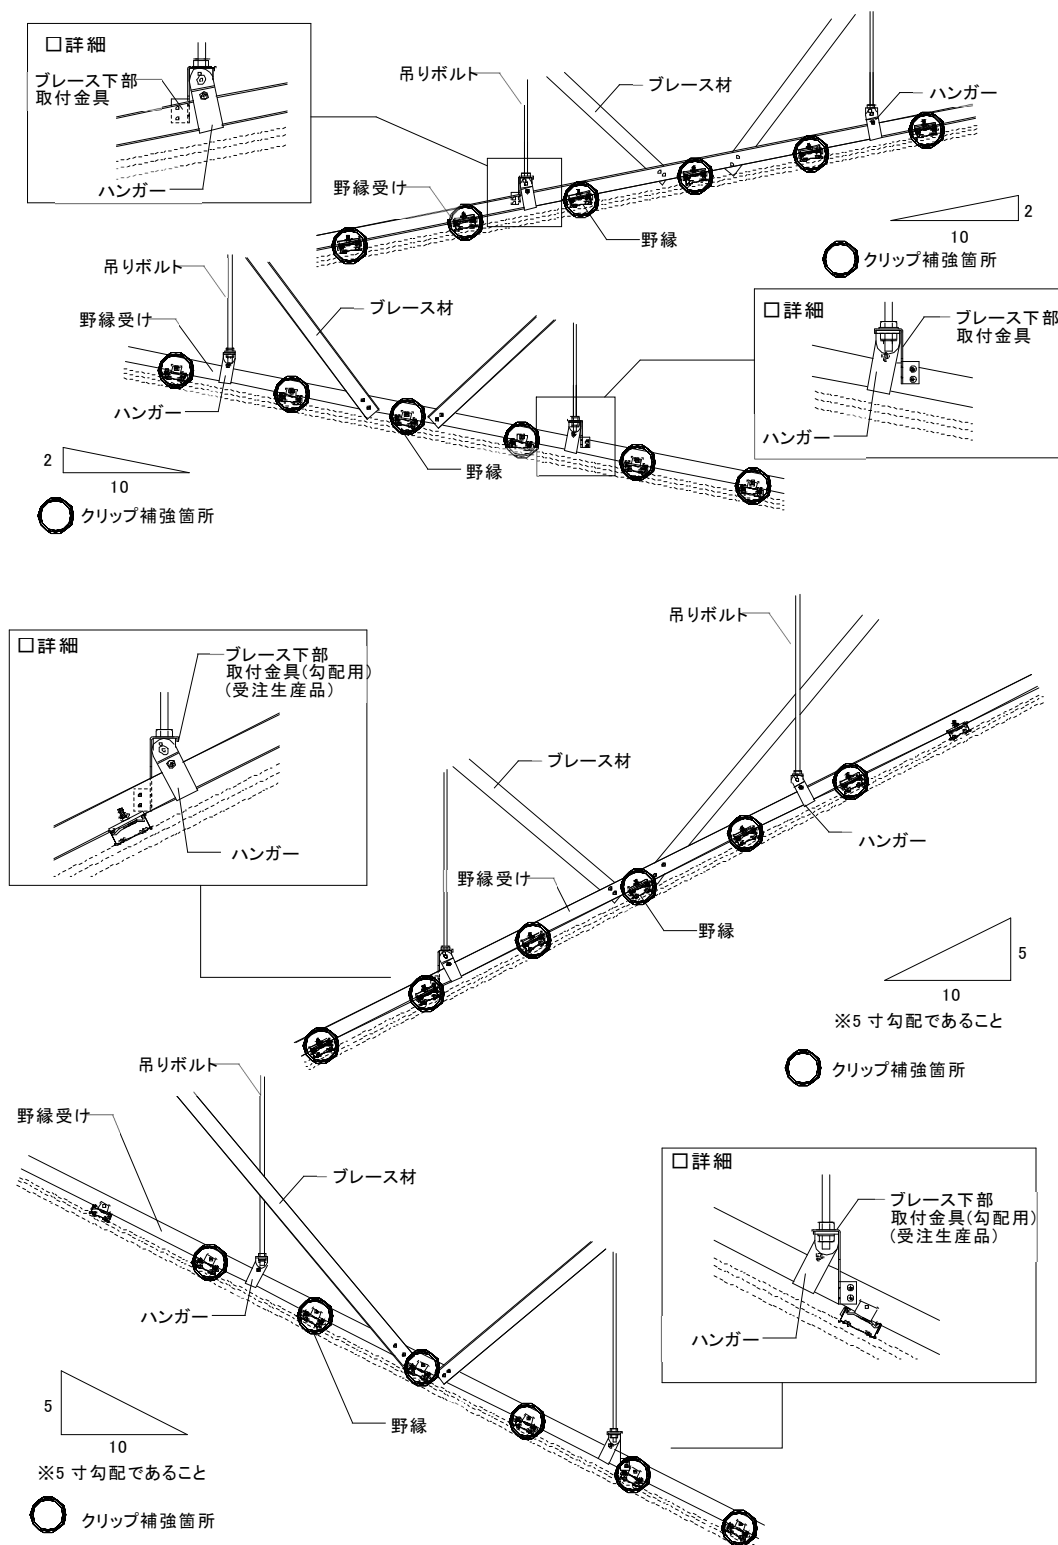 □詳細
ブレース下部
取付金具
ハンガー
吊りボルト
ブレース材
ハンガー
野縁受け
野縁
2
10
クリップ補強箇所
吊りボルト
野縁受け
ブレース材
ハンガー
野縁
2
10
クリップ補強箇所
□詳細
ブレース下部
取付金具
ハンガー
□詳細
ブレース下部
取付金具(勾配用)
(受注生産品)
ハンガー
吊りボルト
ブレース材
ハンガー
野縁受け
野縁
5
10
※5寸勾配であること
クリップ補強箇所
吊りボルト
野縁受け
ブレース材
ハンガー
野縁
5
10
※5寸勾配であること
クリップ補強箇所
□詳細
ブレース下部
取付金具(勾配用)
(受注生産品)
ハンガー